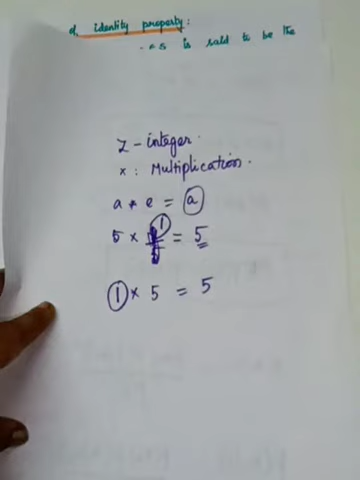 d. identity property:
is said to be the
Z - integer.
x : Multiplication.
a * e = a
5 x 1 = 5
1 x 5 = 5